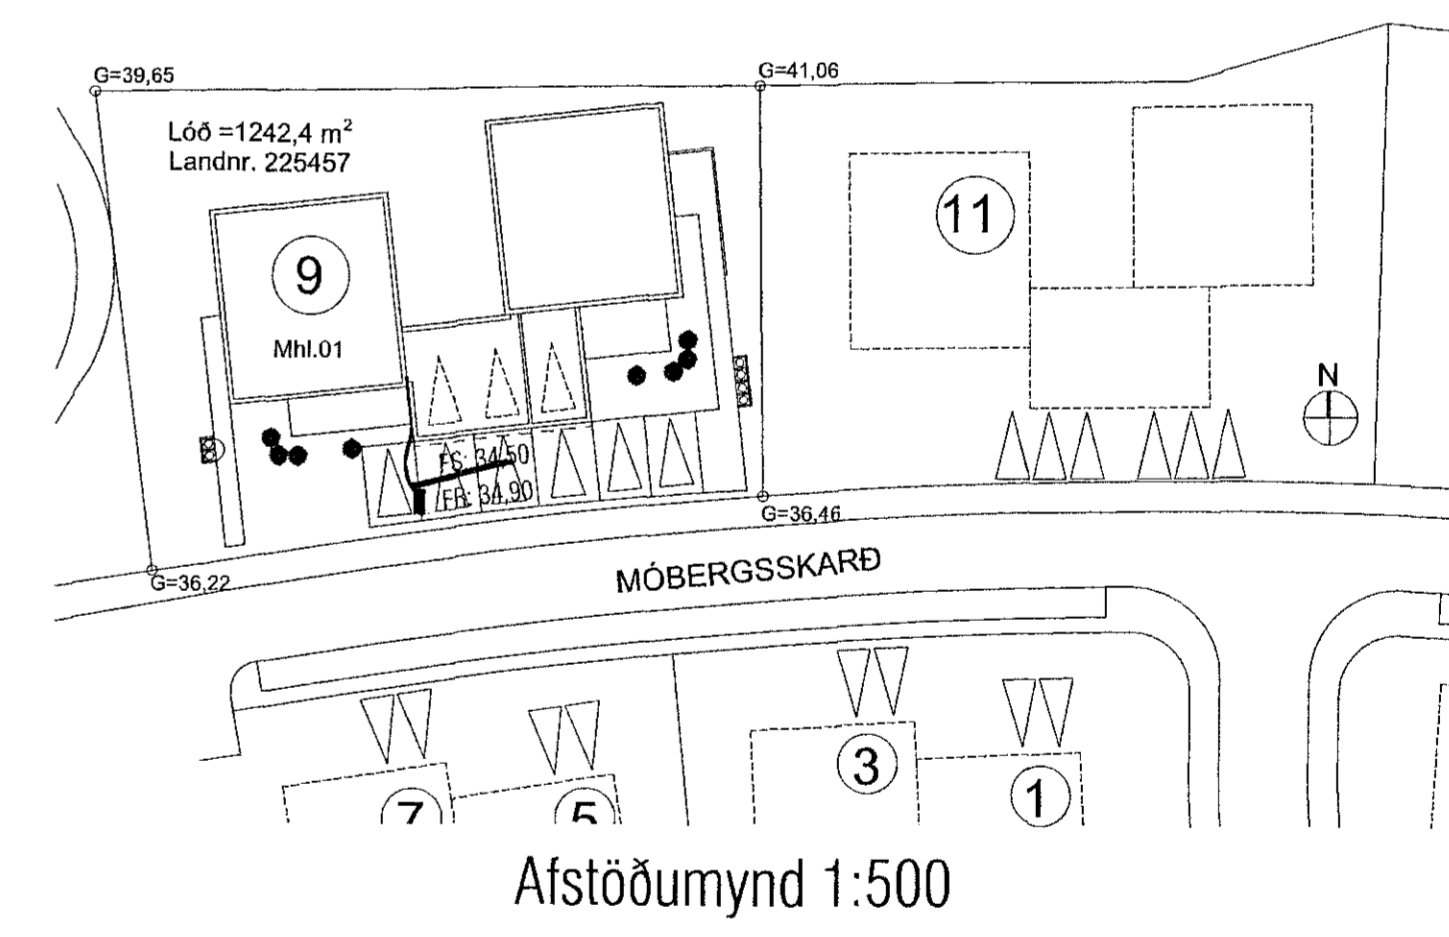 G=39,65
G=41,06
Lóð =1242,4 m²
Landnr. 225457
9
Mhl.01
11
N
FS: 34,50
FR: 34,90
G=36,46
G=36,22
MÓBERGSSKARÐ
3
1
7
5
Afstöðumynd 1:500